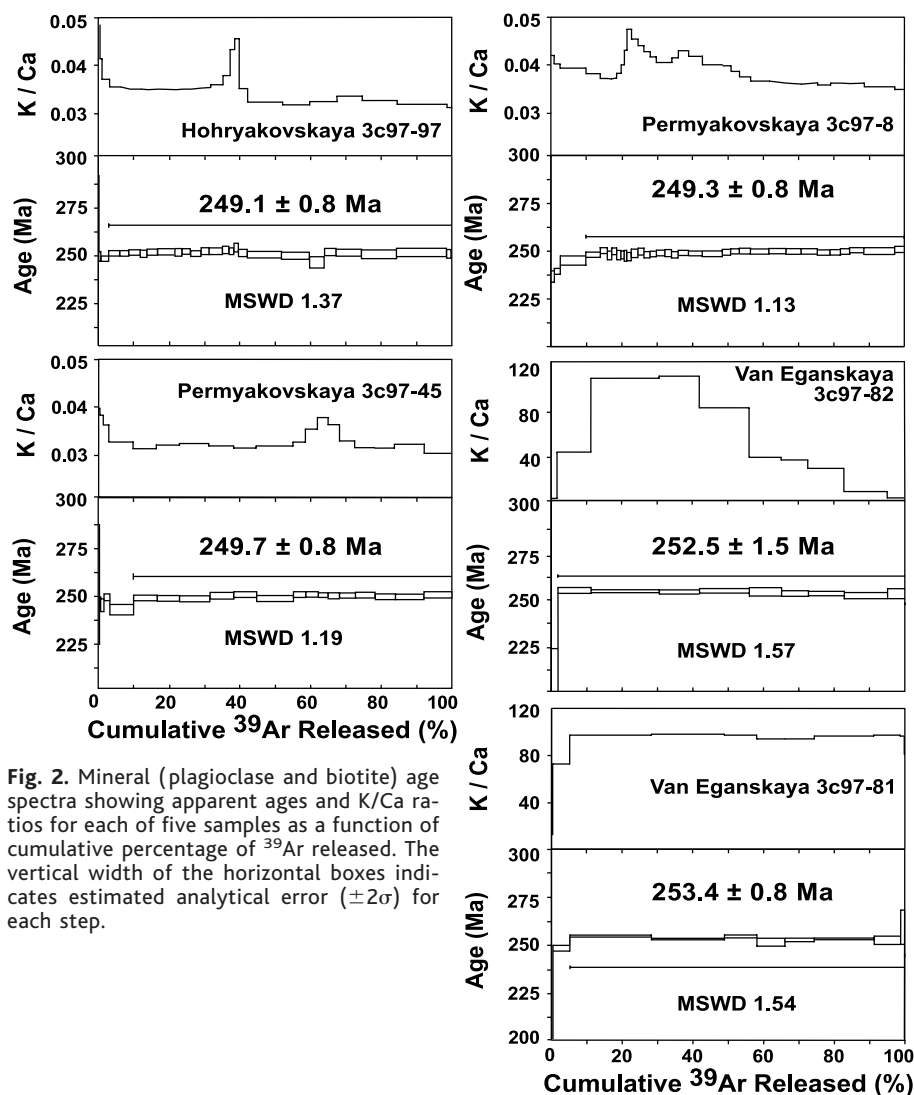 0.05
0.04
0.03
K / Ca
Hohryakovskaya 3c97-97
300
275
250
225
Age (Ma)
249.1 ± 0.8 Ma
MSWD 1.37
0.05
0.04
0.03
K / Ca
Permyakovskaya 3c97-45
300
275
250
225
Age (Ma)
249.7 ± 0.8 Ma
MSWD 1.19
0 20 40 60 80 100
Cumulative 39Ar Released (%)
0.05
0.04
0.03
K / Ca
Permyakovskaya 3c97-8
300
275
250
225
Age (Ma)
249.3 ± 0.8 Ma
MSWD 1.13
120
80
40
K / Ca
Van Eganskaya
3c97-82
300
275
250
225
Age (Ma)
252.5 ± 1.5 Ma
MSWD 1.57
120
80
40
K / Ca
Van Eganskaya 3c97-81
300
275
250
225
200
Age (Ma)
253.4 ± 0.8 Ma
MSWD 1.54
0 20 40 60 80 100
Cumulative 39Ar Released (%)
Fig. 2. Mineral (plagioclase and biotite) age
spectra showing apparent ages and K/Ca ra-
tios for each of five samples as a function of
cumulative percentage of 39Ar released. The
vertical width of the horizontal boxes indi-
cates estimated analytical error (±2σ) for
each step.